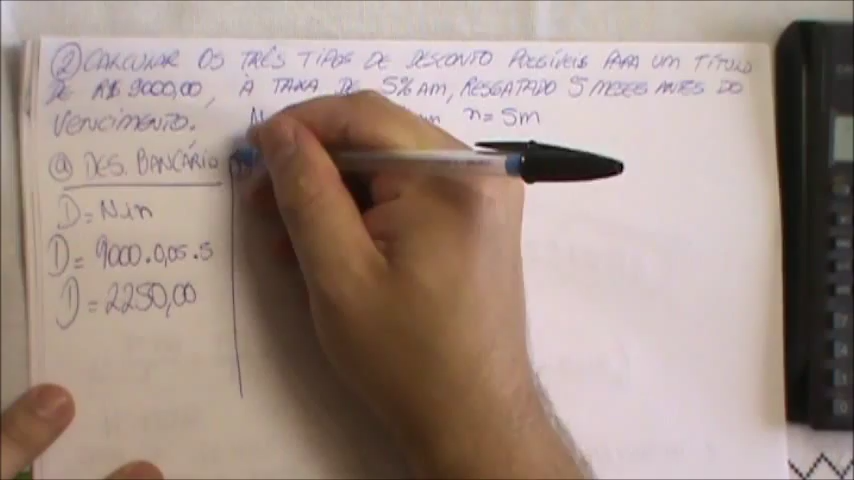 ② CALCULAR OS TRÊS TIPOS DE DESCONTO POSSÍVEIS PARA UM TÍTULO
DE R$ 9000,00, À TAXA DE 5% AM, RESGATADO 5 MESES ANTES DO
VENCIMENTO. N n= 5m
ⓐ DES. BANCÁRIO
D= Nin
D= 9000.0,05.5
D= 2250,00